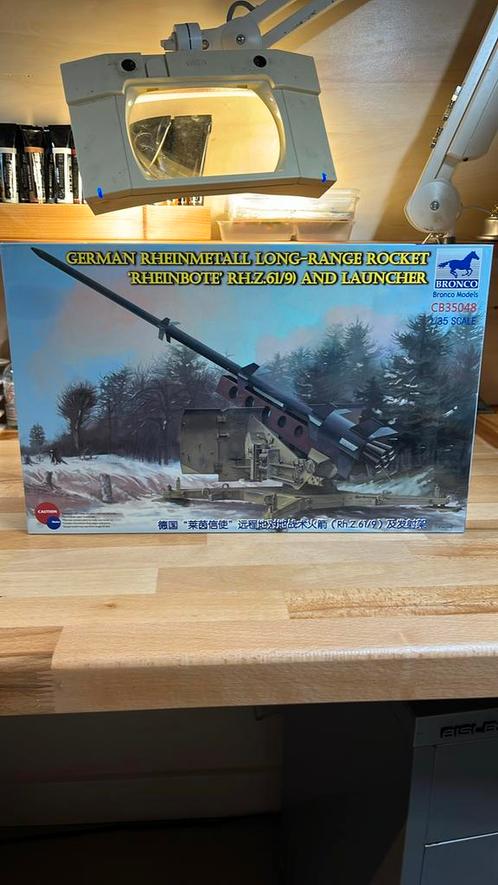 GERMAN RHEINMETALL LONG-RANGE ROCKET
'RHEINBOTE' RH.Z.61/9) AND LAUNCHER
BRONCO
Bronco Models
CB35048
1/35 SCALE
CAUTION
德国“莱茵信使”远程地对地战术火箭（Rh.Z.61/9）及发射架